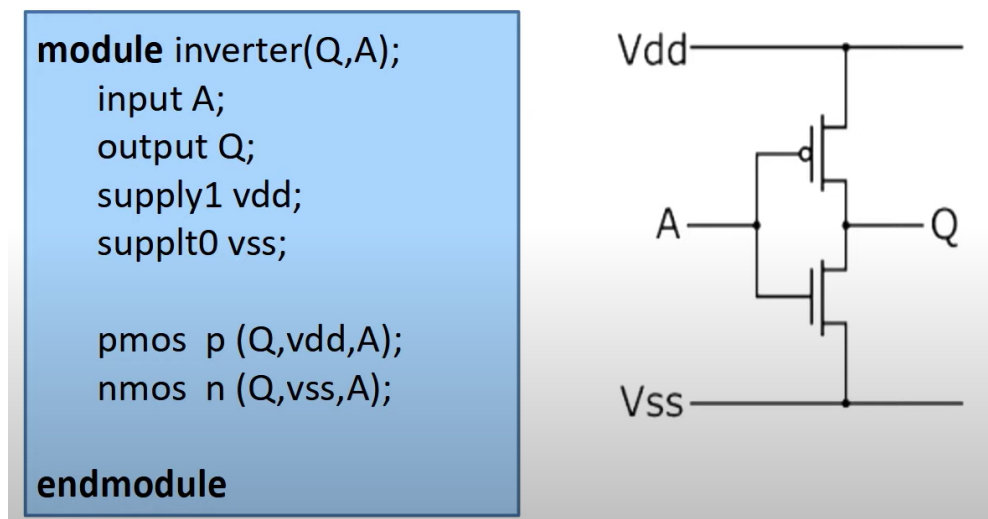 module inverter(Q,A);
input A;
output Q;
supply1 vdd;
supplt0 vss;
pmos p (Q,vdd,A);
nmos n (Q,vss,A);
endmodule
Vdd
A
Q
Vss